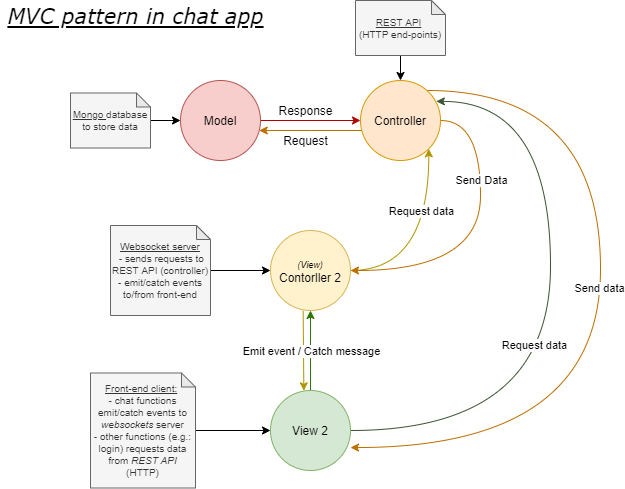 MVC pattern in chat app
REST API
(HTTP end-points)
Mongo database
to store data
Model
Response
Request
Controller
Send Data
Request data
Websocket server
- sends requests to
REST API (controller)
- emit/catch events
to/from front-end
(View)
Contorller 2
Send data
Request data
Emit event / Catch message
Front-end client:
- chat functions
emit/catch events to
websockets server
- other functions (e.g.:
login) requests data
from REST API
(HTTP)
View 2